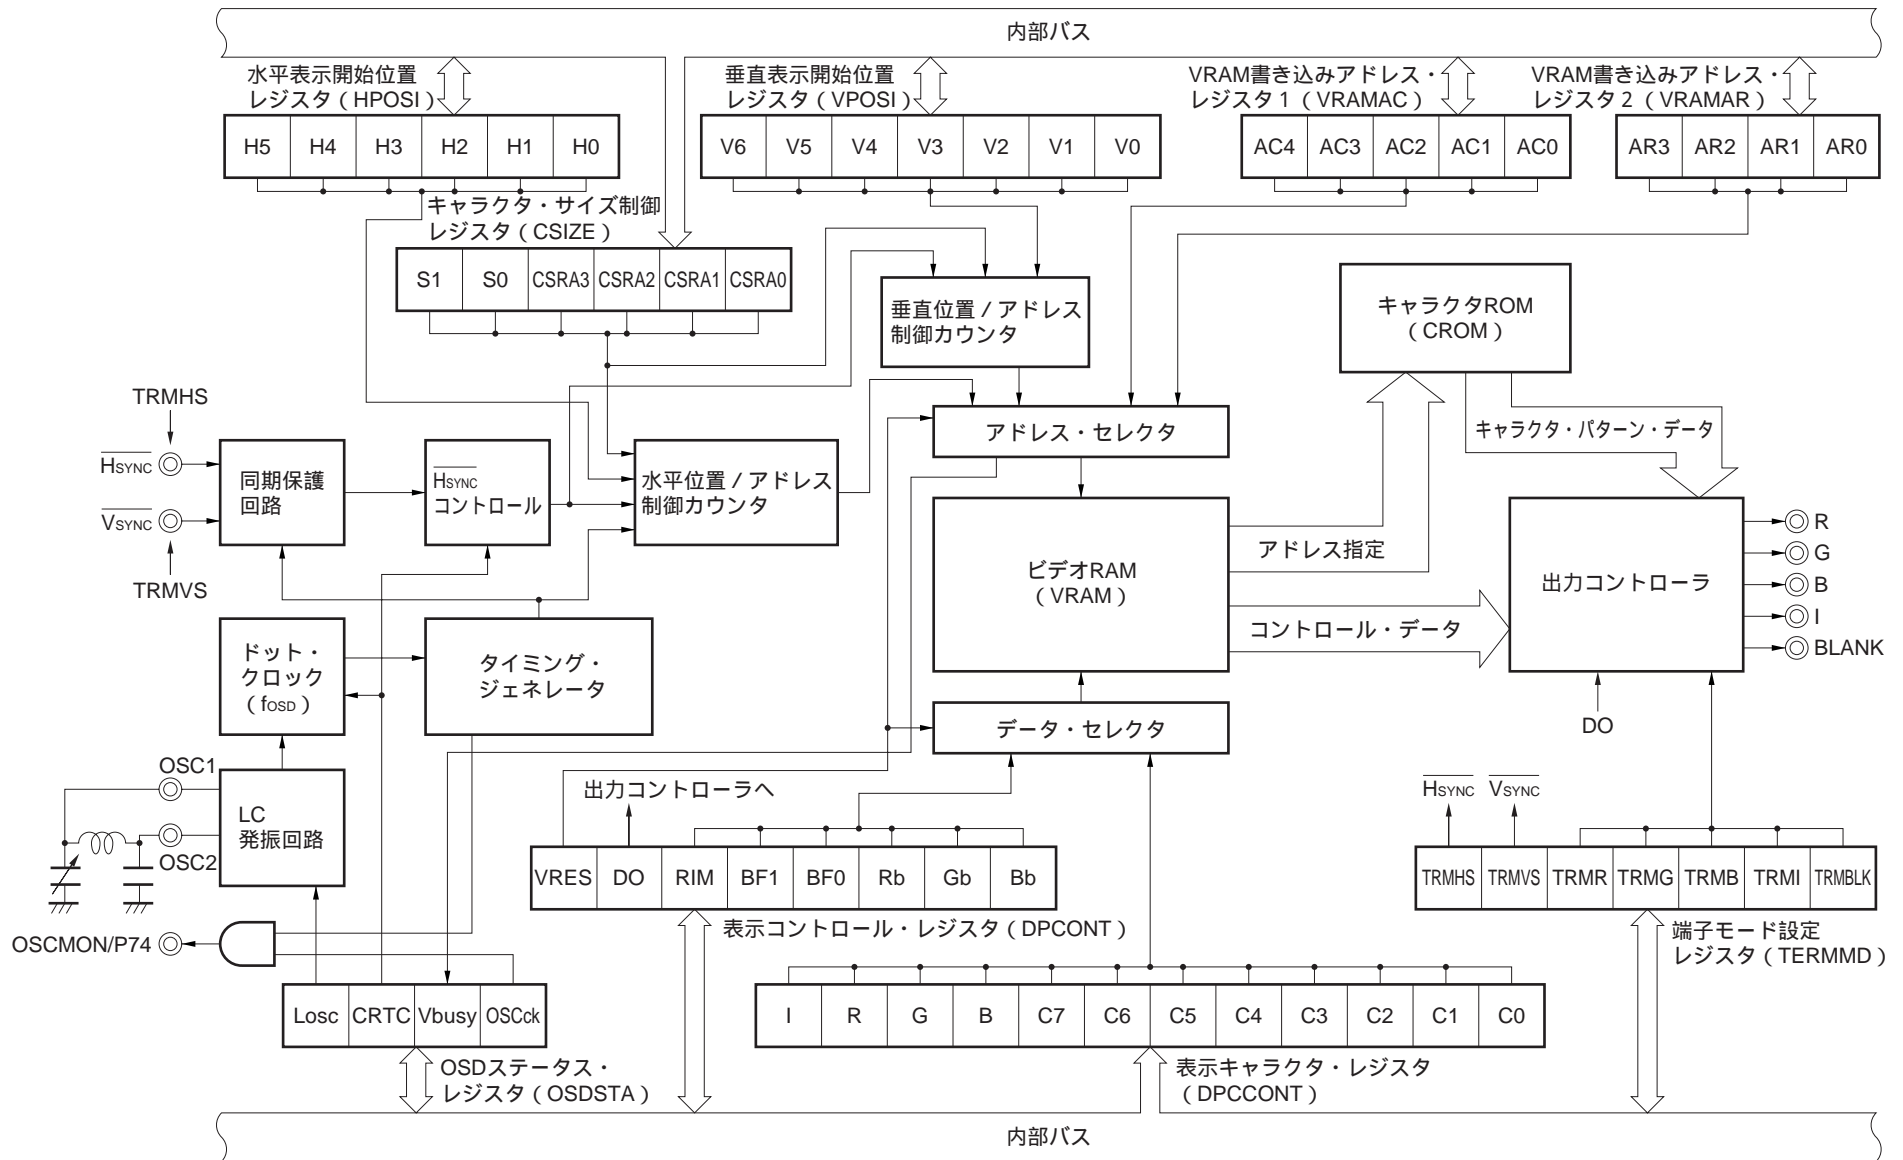 内部バス
水平表示開始位置
レジスタ（HPOSI）
垂直表示開始位置
レジスタ（VPOSI）
VRAM書き込みアドレス・
レジスタ1（VRAMAC）
VRAM書き込みアドレス・
レジスタ2（VRAMAR）
H5 H4 H3 H2 H1 H0
V6 V5 V4 V3 V2 V1 V0
AC4 AC3 AC2 AC1 AC0
AR3 AR2 AR1 AR0
キャラクタ・サイズ制御
レジスタ（CSIZE）
S1 S0 CSRA3 CSRA2 CSRA1 CSRA0
垂直位置／アドレス
制御カウンタ
キャラクタROM
（CROM）
TRMHS
HSYNC
VSYNC
TRMVS
同期保護
回路
HSYNC
コントロール
水平位置／アドレス
制御カウンタ
アドレス・セレクタ
キャラクタ・パターン・データ
ビデオRAM
（VRAM）
アドレス指定
コントロール・データ
出力コントローラ
R
G
B
I
BLANK
DO
ドット・
クロック
（fOSD）
タイミング・
ジェネレータ
データ・セレクタ
OSC1
OSC2
LC
発振回路
出力コントローラへ
HSYNC VSYNC
VRES DO RIM BF1 BF0 Rb Gb Bb
表示コントロール・レジスタ（DPCONT）
TRMHS TRMVS TRMR TRMG TRMB TRMI TRMBLK
端子モード設定
レジスタ（TERMMD）
OSCMON/P74
Losc CRTC Vbusy OSCck
OSDステータス・
レジスタ（OSDSTA）
I R G B C7 C6 C5 C4 C3 C2 C1 C0
表示キャラクタ・レジスタ
（DPCCONT）
内部バス